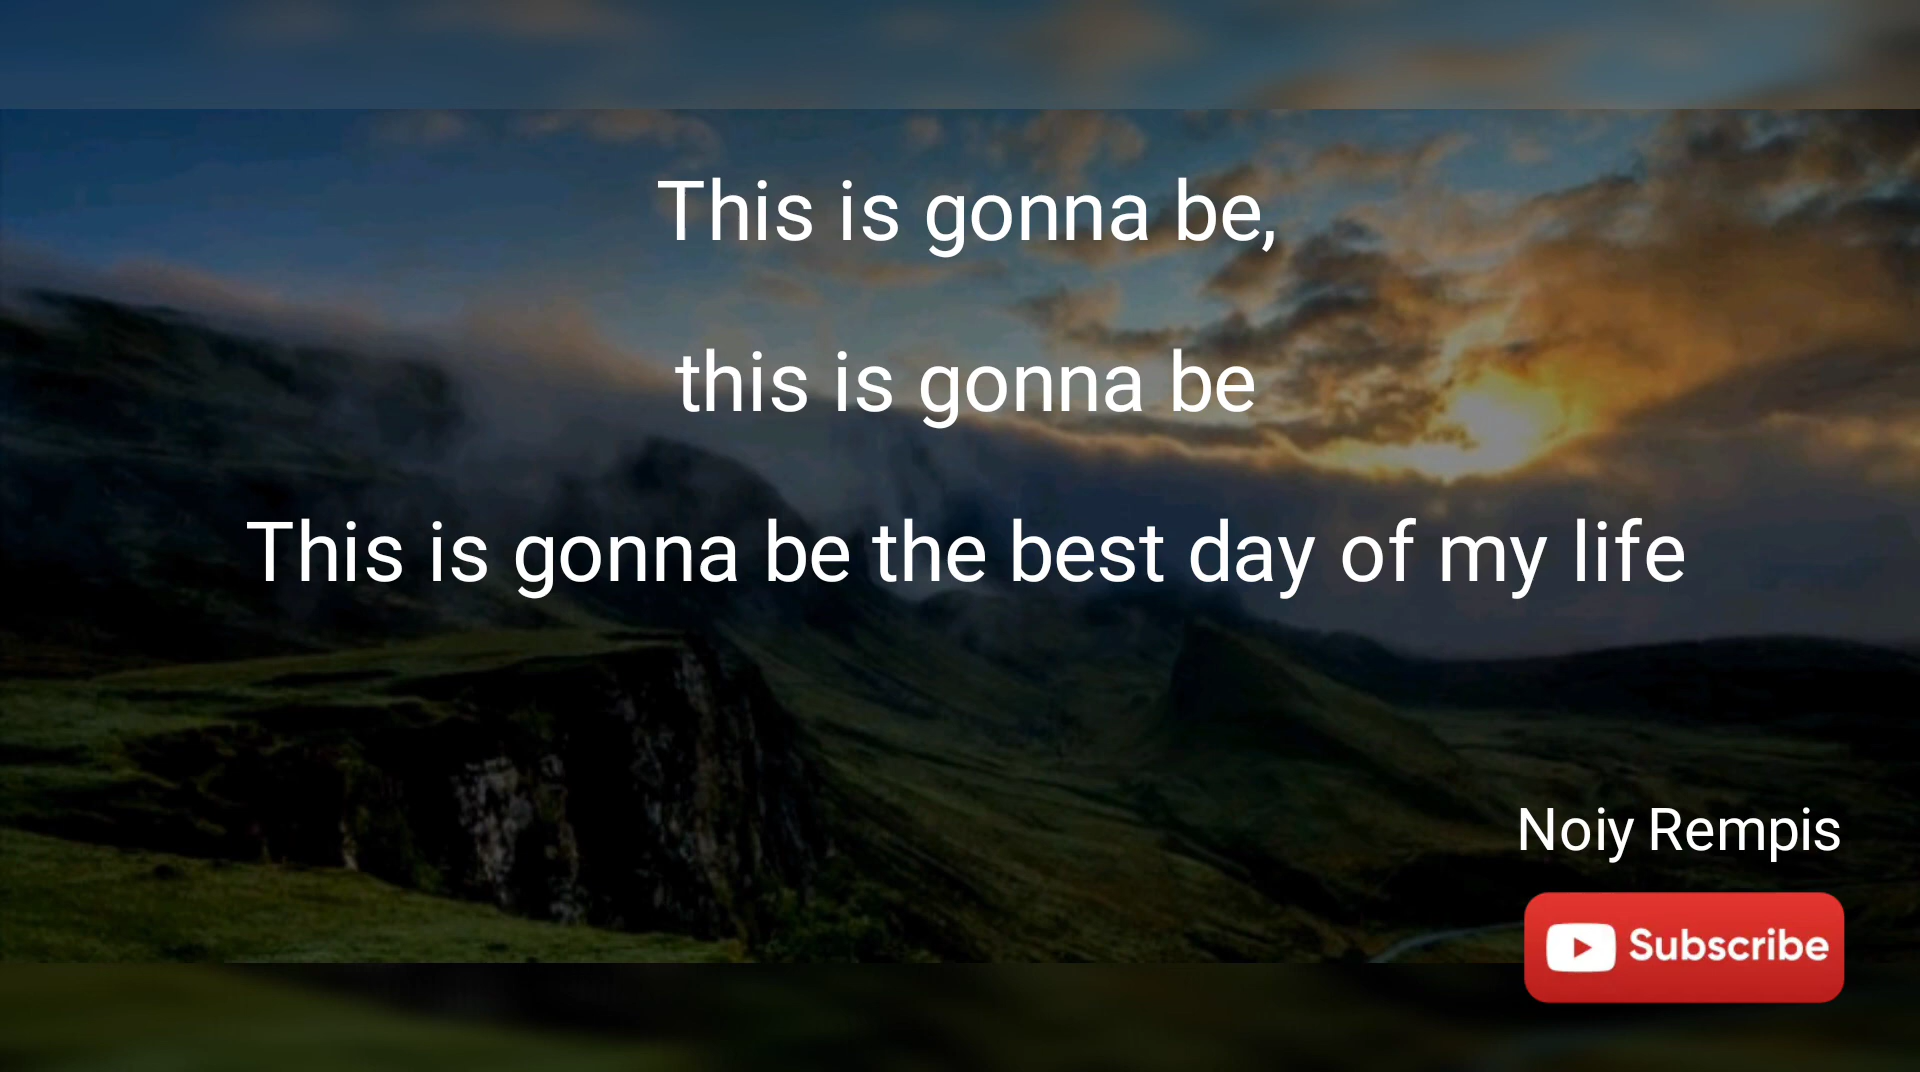 This is gonna be,
this is gonna be
This is gonna be the best day of my life
Noiy Rempis
Subscribe